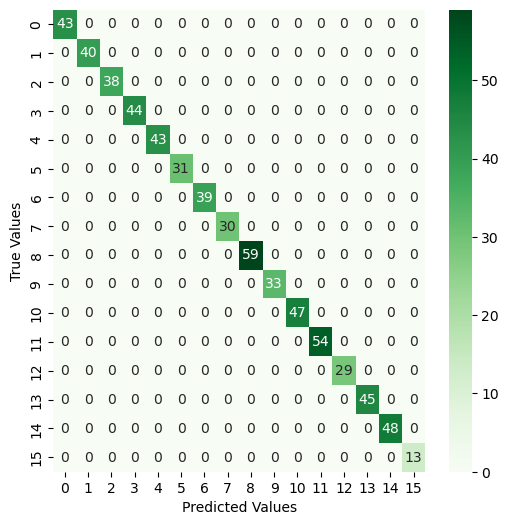 0 43 0 0 0 0 0 0 0 0 0 0 0 0 0 0 0
1 0 40 0 0 0 0 0 0 0 0 0 0 0 0 0 0
2 0 0 38 0 0 0 0 0 0 0 0 0 0 0 0 0
3 0 0 0 44 0 0 0 0 0 0 0 0 0 0 0 0
4 0 0 0 0 43 0 0 0 0 0 0 0 0 0 0 0
5 0 0 0 0 0 31 0 0 0 0 0 0 0 0 0 0
6 0 0 0 0 0 0 39 0 0 0 0 0 0 0 0 0
7 0 0 0 0 0 0 0 30 0 0 0 0 0 0 0 0
8 0 0 0 0 0 0 0 0 59 0 0 0 0 0 0 0
9 0 0 0 0 0 0 0 0 0 33 0 0 0 0 0 0
10 0 0 0 0 0 0 0 0 0 0 47 0 0 0 0 0
11 0 0 0 0 0 0 0 0 0 0 0 54 0 0 0 0
12 0 0 0 0 0 0 0 0 0 0 0 0 29 0 0 0
13 0 0 0 0 0 0 0 0 0 0 0 0 0 45 0 0
14 0 0 0 0 0 0 0 0 0 0 0 0 0 0 48 0
15 0 0 0 0 0 0 0 0 0 0 0 0 0 0 0 13
0 1 2 3 4 5 6 7 8 9 10 11 12 13 14 15
Predicted Values
True Values
50
40
30
20
10
0